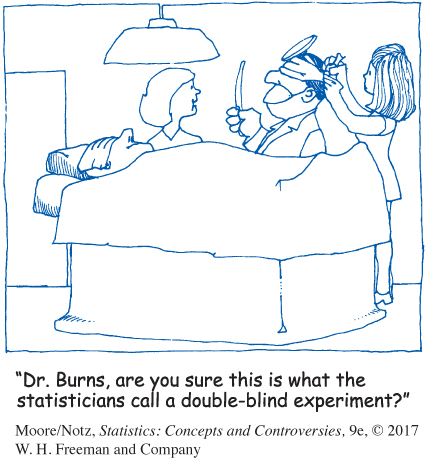 “Dr. Burns, are you sure this is what the
statisticians call a double-blind experiment?”
Moore/Notz, Statistics: Concepts and Controversies, 9e, © 2017
W. H. Freeman and Company